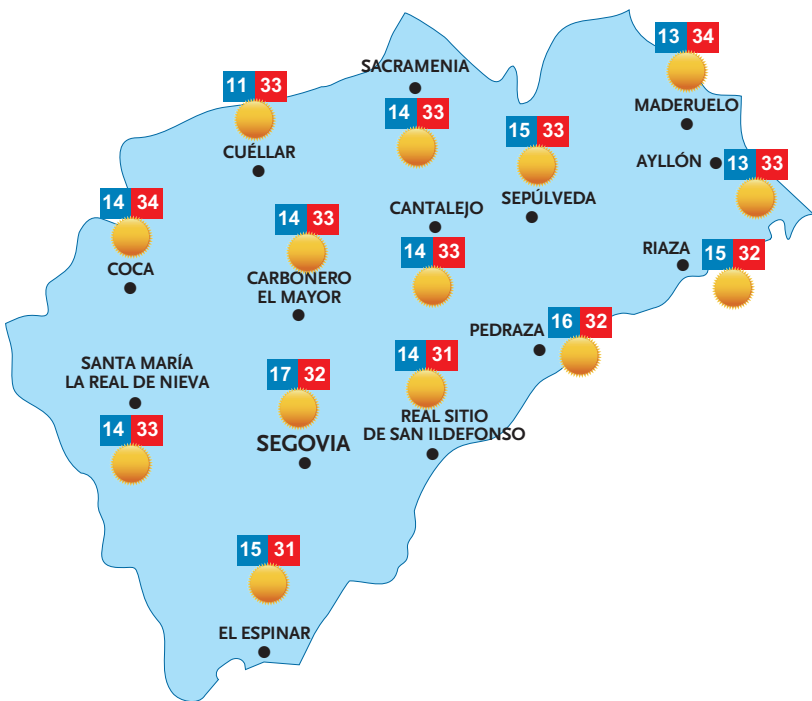 13 34
MADERUELO
SACRAMENIA
14 33
11 33
CUÉLLAR
15 33
SEPÚLVEDA
AYLLÓN
13 33
14 34
COCA
14 33
CARBONERO
EL MAYOR
CANTALEJO
14 33
RIAZA
15 32
PEDRAZA
16 32
SANTA MARÍA
LA REAL DE NIEVA
14 33
17 32
SEGOVIA
14 31
REAL SITIO
DE SAN ILDEFONSO
15 31
EL ESPINAR